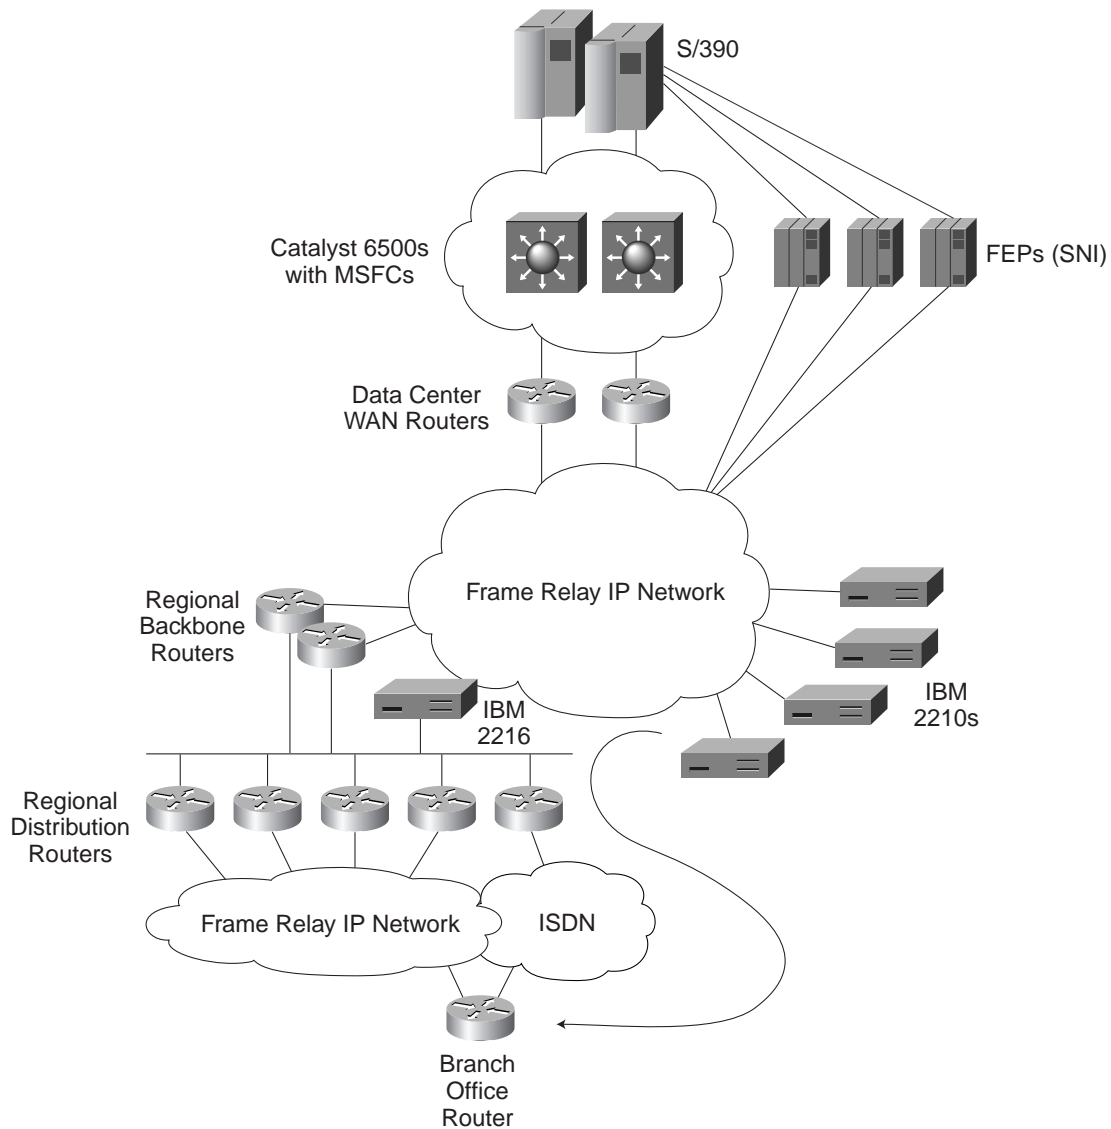 S/390
Catalyst 6500s
with MSFCs
FEPs (SNI)
Data Center
WAN Routers
Frame Relay IP Network
Regional
Backbone
Routers
IBM
2210s
IBM
2216
Regional
Distribution
Routers
Frame Relay IP Network
ISDN
Branch
Office
Router